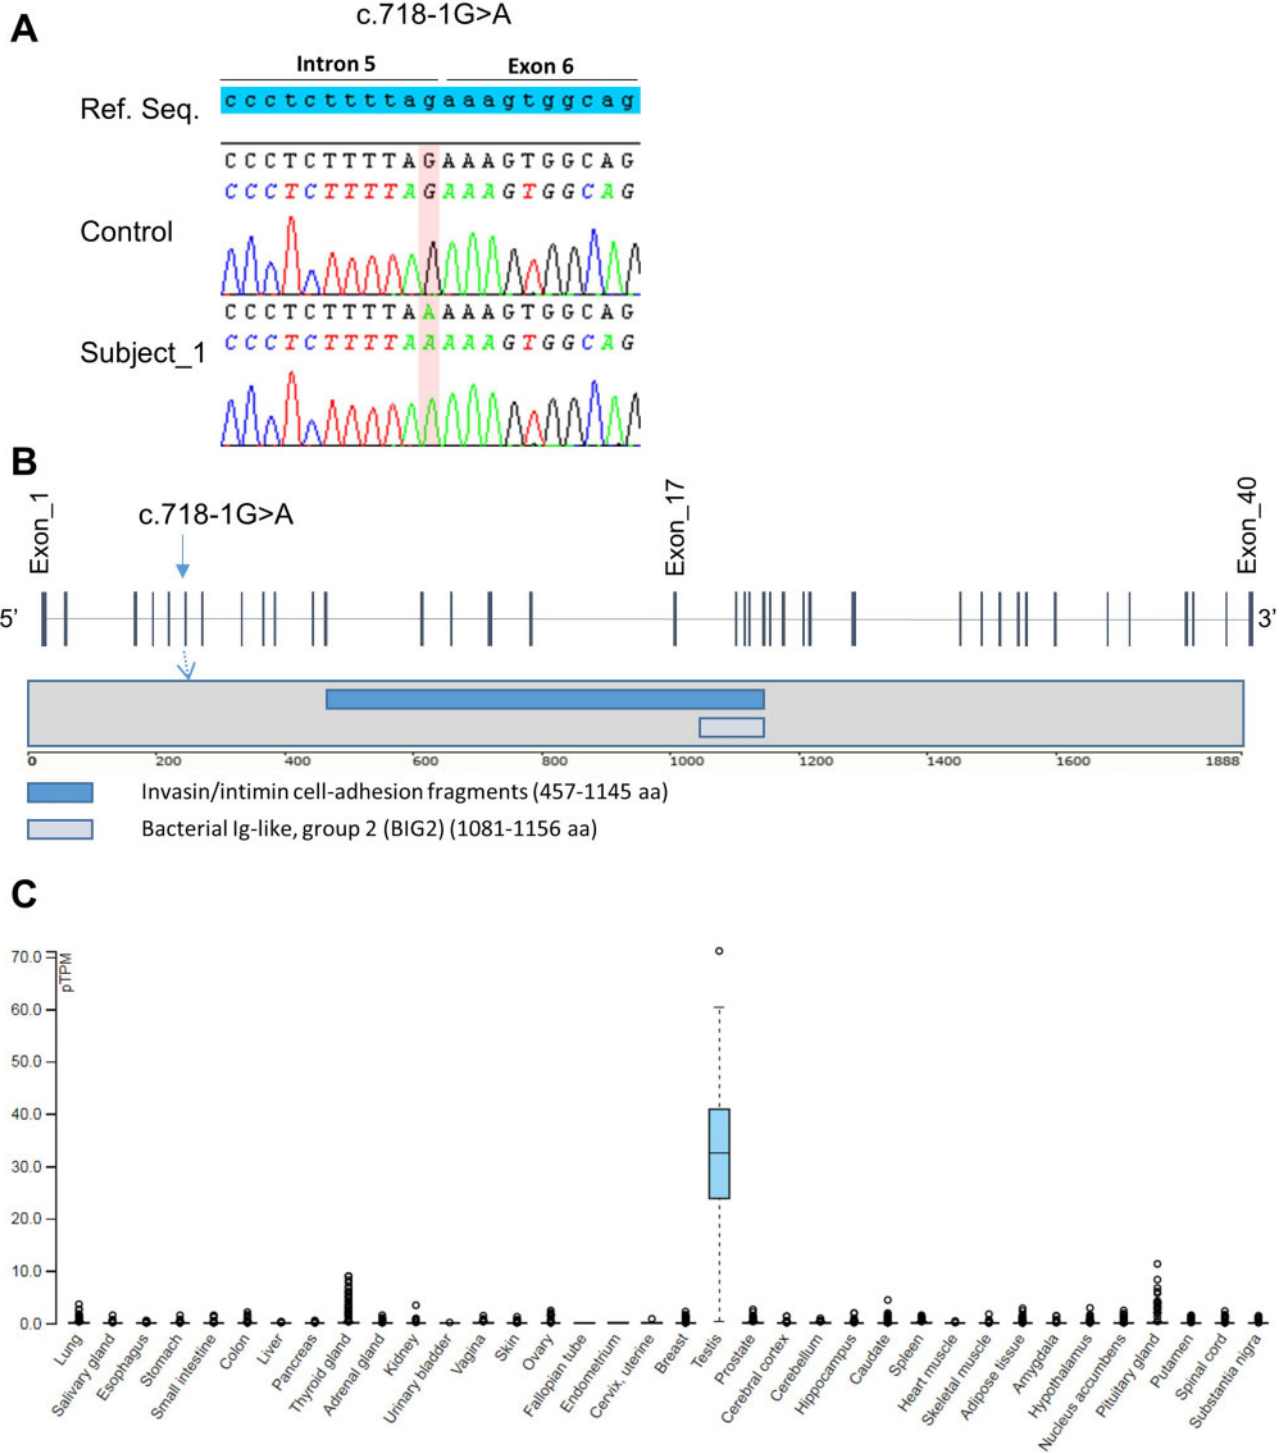 A
c.718-1G>A
Intron 5 Exon 6
Ref. Seq. c c c t c t t t t a g a a a g t g g c a g
C C C T C T T T T A G A A A G T G G C A G
C C C T C T T T T A G A A A G T G G C A G
Control
C C C T C T T T T A A A A A G T G G C A G
C C C T C T T T T A A A A A G T G G C A G
Subject_1
B
Exon_1 c.718-1G>A Exon_17 Exon_40
5’ 3’
0 200 400 600 800 1000 1200 1400 1600 1888
Invasin/intimin cell-adhesion fragments (457-1145 aa)
Bacterial Ig-like, group 2 (BIG2) (1081-1156 aa)
C
pTPM
70.0
60.0
50.0
40.0
30.0
20.0
10.0
0.0
Lung
Salivary gland
Esophagus
Stomach
Small intestine
Colon
Liver
Pancreas
Thyroid gland
Adrenal gland
Kidney
Urinary bladder
Vagina
Skin
Ovary
Fallopian tube
Endometrium
Cervix, uterine
Breast
Testis
Prostate
Cerebral cortex
Cerebellum
Hippocampus
Caudate
Spleen
Heart muscle
Skeletal muscle
Adipose tissue
Amygdala
Hypothalamus
Nucleus accumbens
Pituitary gland
Putamen
Spinal cord
Substantia nigra